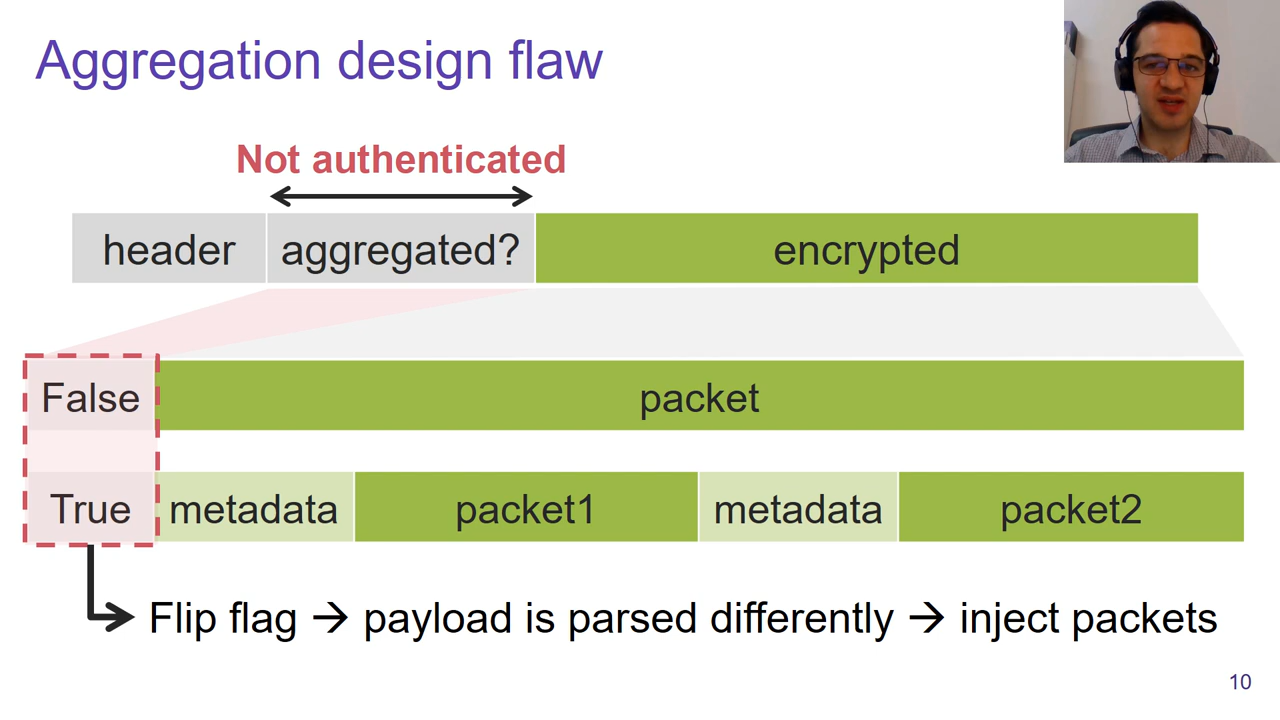 Aggregation design flaw
Not authenticated
header aggregated? encrypted
False packet
True metadata packet1 metadata packet2
Flip flag → payload is parsed differently → inject packets
10